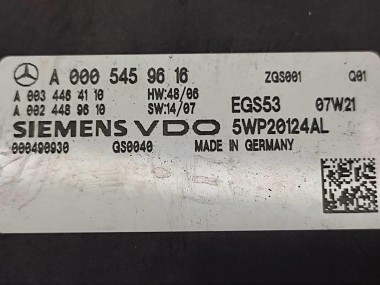 A 000 545 96 16 ZGS001 Q01
A 003 446 41 10 HW:48/06
A 002 448 96 10 SW:14/07 EGS53 07W21
SIEMENS VDO 5WP20124AL
000490930 GS0040 MADE IN GERMANY